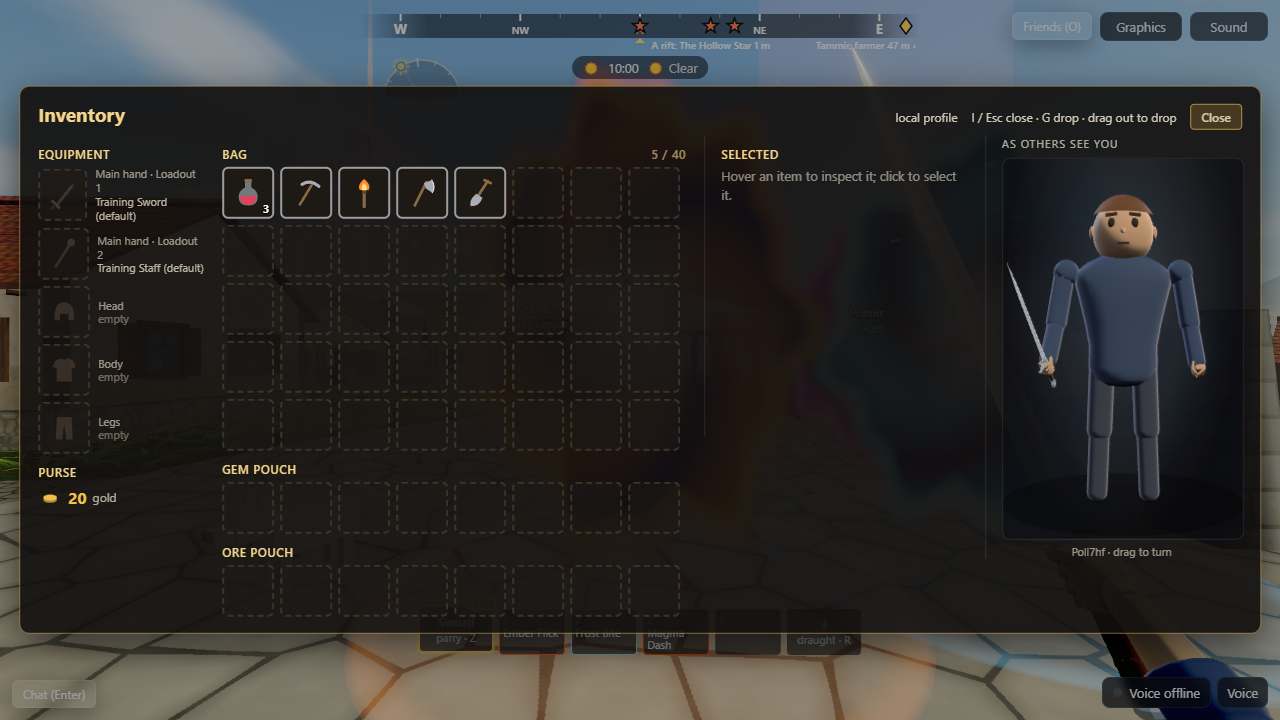 W
NW
NE
E
A rift: The Hollow Star 1 m
Tammic, farmer 47 m ›
Friends (O)
Graphics
Sound
10:00
Clear
Inventory
local profile
I / Esc close · G drop · drag out to drop
Close
EQUIPMENT
Main hand · Loadout
1
Training Sword
(default)
Main hand · Loadout
2
Training Staff (default)
Head
empty
Body
empty
Legs
empty
PURSE
20 gold
BAG
5 / 40
3
GEM POUCH
ORE POUCH
SELECTED
Hover an item to inspect it; click to select
it.
AS OTHERS SEE YOU
Poll7hf · drag to turn
parry · Z
Ember Flick
Frost Bite
Magma
Dash
draught · R
Chat (Enter)
Voice offline
Voice